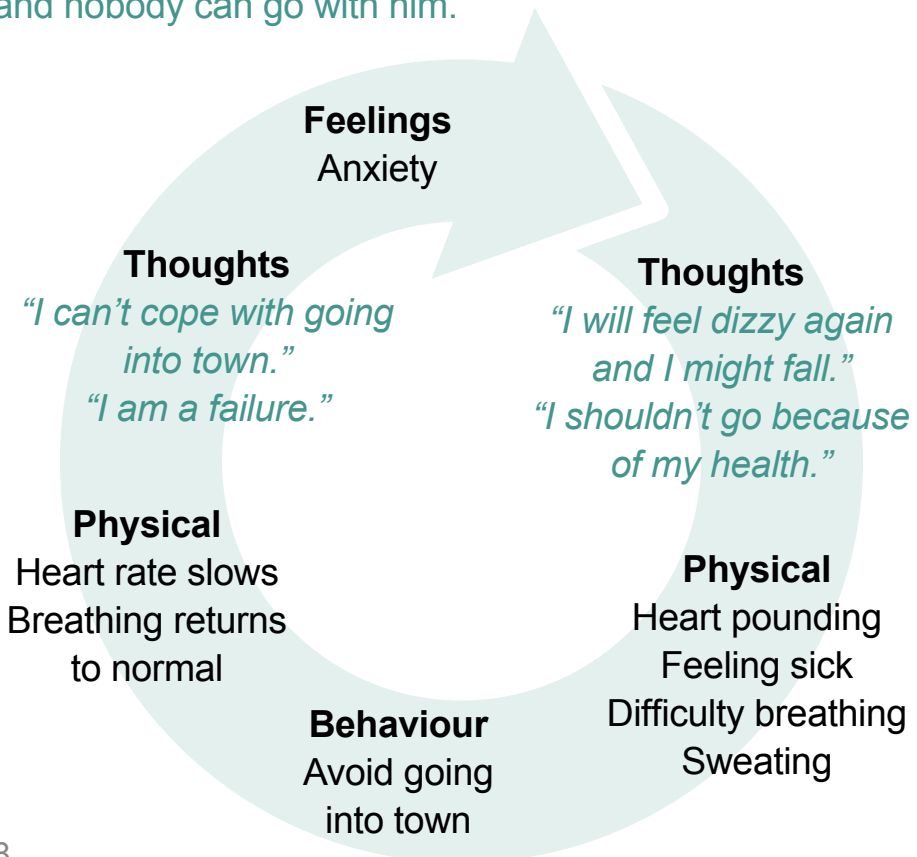 and nobody can go with him.
Feelings
Anxiety
Thoughts
“I will feel dizzy again
and I might fall.”
“I shouldn’t go because
of my health.”
Physical
Heart pounding
Feeling sick
Difficulty breathing
Sweating
Behaviour
Avoid going
into town
Physical
Heart rate slows
Breathing returns
to normal
Thoughts
“I can’t cope with going
into town.”
“I am a failure.”